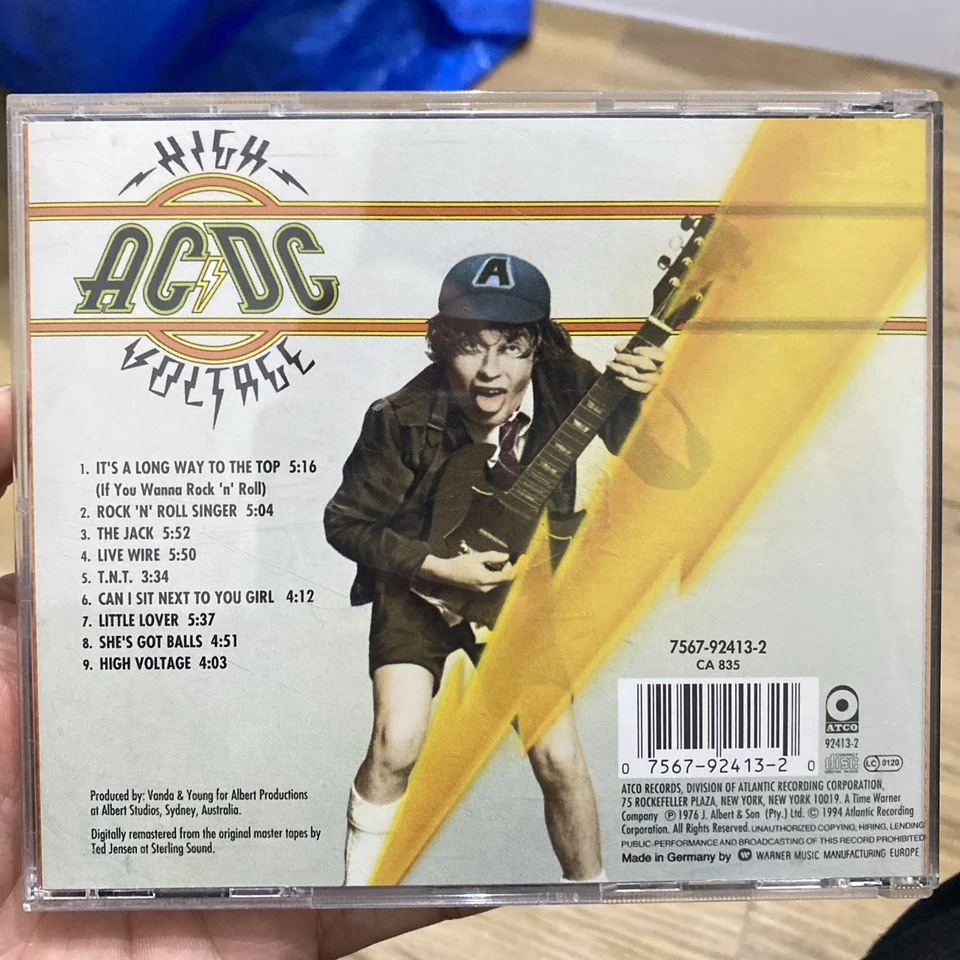 HIGH
AC/DC
VOLTAGE
A
1. IT'S A LONG WAY TO THE TOP 5:16
(If You Wanna Rock 'n' Roll)
2. ROCK 'N' ROLL SINGER 5:04
3. THE JACK 5:52
4. LIVE WIRE 5:50
5. T.N.T. 3:34
6. CAN I SIT NEXT TO YOU GIRL 4:12
7. LITTLE LOVER 5:37
8. SHE'S GOT BALLS 4:51
9. HIGH VOLTAGE 4:03
Produced by: Vanda & Young for Albert Productions
at Albert Studios, Sydney, Australia.
Digitally remastered from the original master tapes by
Ted Jensen at Sterling Sound.
7567-92413-2
CA 835
0 7567-92413-2 0
ATCO
92413-2
COMPACT
disc
DIGITAL AUDIO
LC 0120
ATCO RECORDS, DIVISION OF ATLANTIC RECORDING CORPORATION,
75 ROCKEFELLER PLAZA, NEW YORK, NEW YORK 10019. A Time Warner
Company ℗ 1976 J. Albert & Son (Pty.) Ltd. © 1994 Atlantic Recording
Corporation. All Rights Reserved. UNAUTHORIZED COPYING, HIRING, LENDING
PUBLIC-PERFORMANCE AND BROADCASTING OF THIS RECORD PROHIBITED
Made in Germany by WARNER MUSIC MANUFACTURING EUROPE